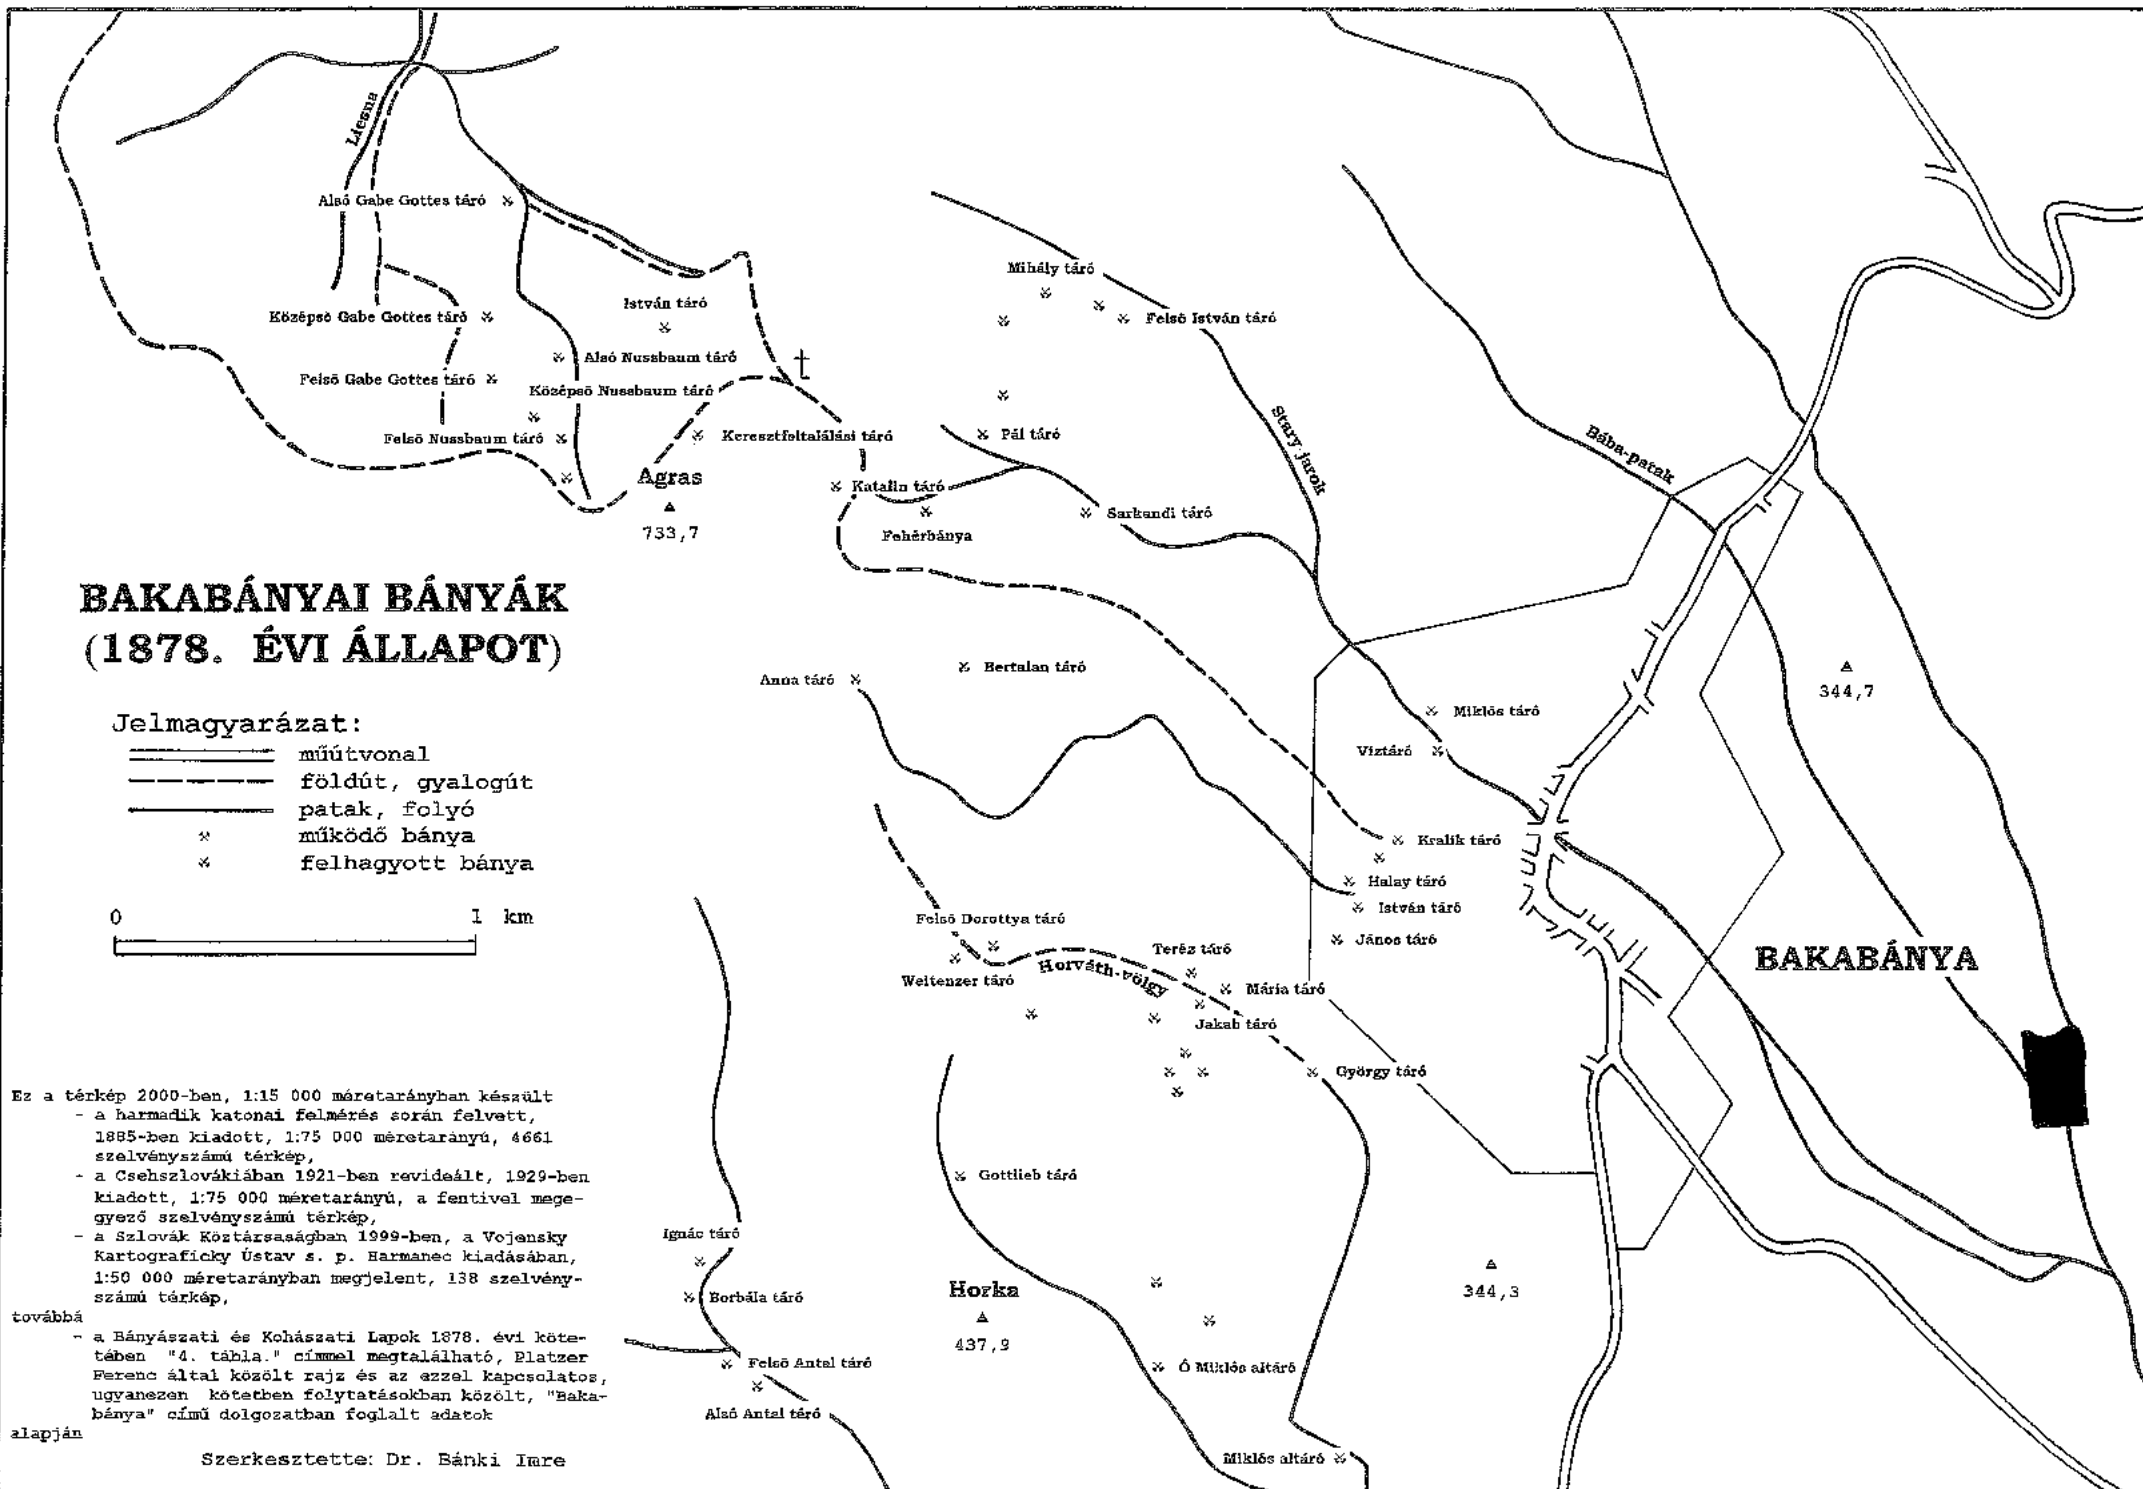 Liesna
Alsó Gabe Gottes táró
Mihály táró
István táró
Középső Gabe Gottes táró
Felső István táró
Alsó Nussbaum táró
Felső Gabe Gottes táró
Középső Nussbaum táró
Stary jarok
Bába-patak
Felső Nussbaum táró
Keresztfeltalálási táró
Pál táró
Agras
733,7
Katalin táró
Sarkandi táró
Fehérbánya
BAKABÁNYAI BÁNYÁK
(1878. ÉVI ÁLLAPOT)
Anna táró
Bertalan táró
344,7
Miklós táró
Víztáró
Jelmagyarázat:
műútvonal
földút, gyalogút
patak, folyó
működő bánya
felhagyott bánya
0 1 km
Kralik táró
Halay táró
István táró
János táró
Felső Dorottya táró
Teréz táró
Horváth-völgy
Weitenzer táró
Mária táró
Jakab táró
György táró
BAKABÁNYA
Ez a térkép 2000-ben, 1:15 000 méretarányban készült
- a harmadik katonai felmérés során felvett,
1885-ben kiadott, 1:75 000 méretarányú, 4661
szelvényszámú térkép,
- a Csehszlovákiában 1921-ben revideált, 1929-ben
kiadott, 1:75 000 méretarányú, a fentivel mege-
gyező szelvényszámú térkép,
- a Szlovák Köztársaságban 1999-ben, a Vojensky
Kartograficky Ústav s. p. Harmanec kiadásában,
1:50 000 méretarányban megjelent, 138 szelvény-
számú térkép,
továbbá
- a Bányászati és Kohászati Lapok 1878. évi köte-
tében "4. tábla." címmel megtalálható, Platzer
Ferenc által közölt rajz és az ezzel kapcsolatos,
ugyanezen kötetben folytatásokban közölt, "Baka-
bánya" című dolgozatban foglalt adatok
alapján
Szerkesztette: Dr. Bánki Imre
Gottlieb táró
Ignác táró
Borbála táró
Horka
437,9
344,3
Felső Antal táró
Alsó Antal táró
Ó Miklós altáró
Miklós altáró